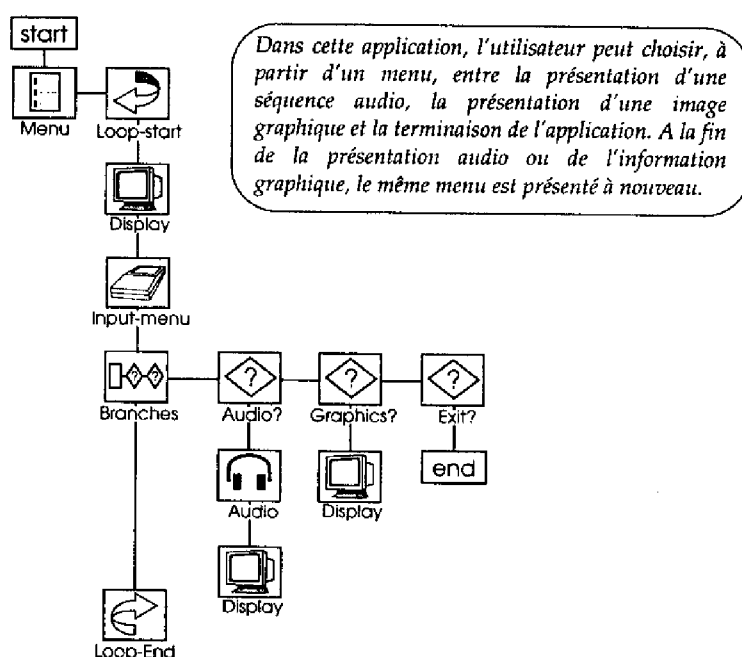 start
Dans cette application, l'utilisateur peut choisir, à
partir d'un menu, entre la présentation d'une
séquence audio, la présentation d'une image
graphique et la terminaison de l'application. A la fin
de la présentation audio ou de l'information
graphique, le même menu est présenté à nouveau.
Menu
Loop-start
Display
Input-menu
? ?
?
?
?
Branches
Audio?
Graphics?
Exit?
end
Audio
Display
Display
Loop-End